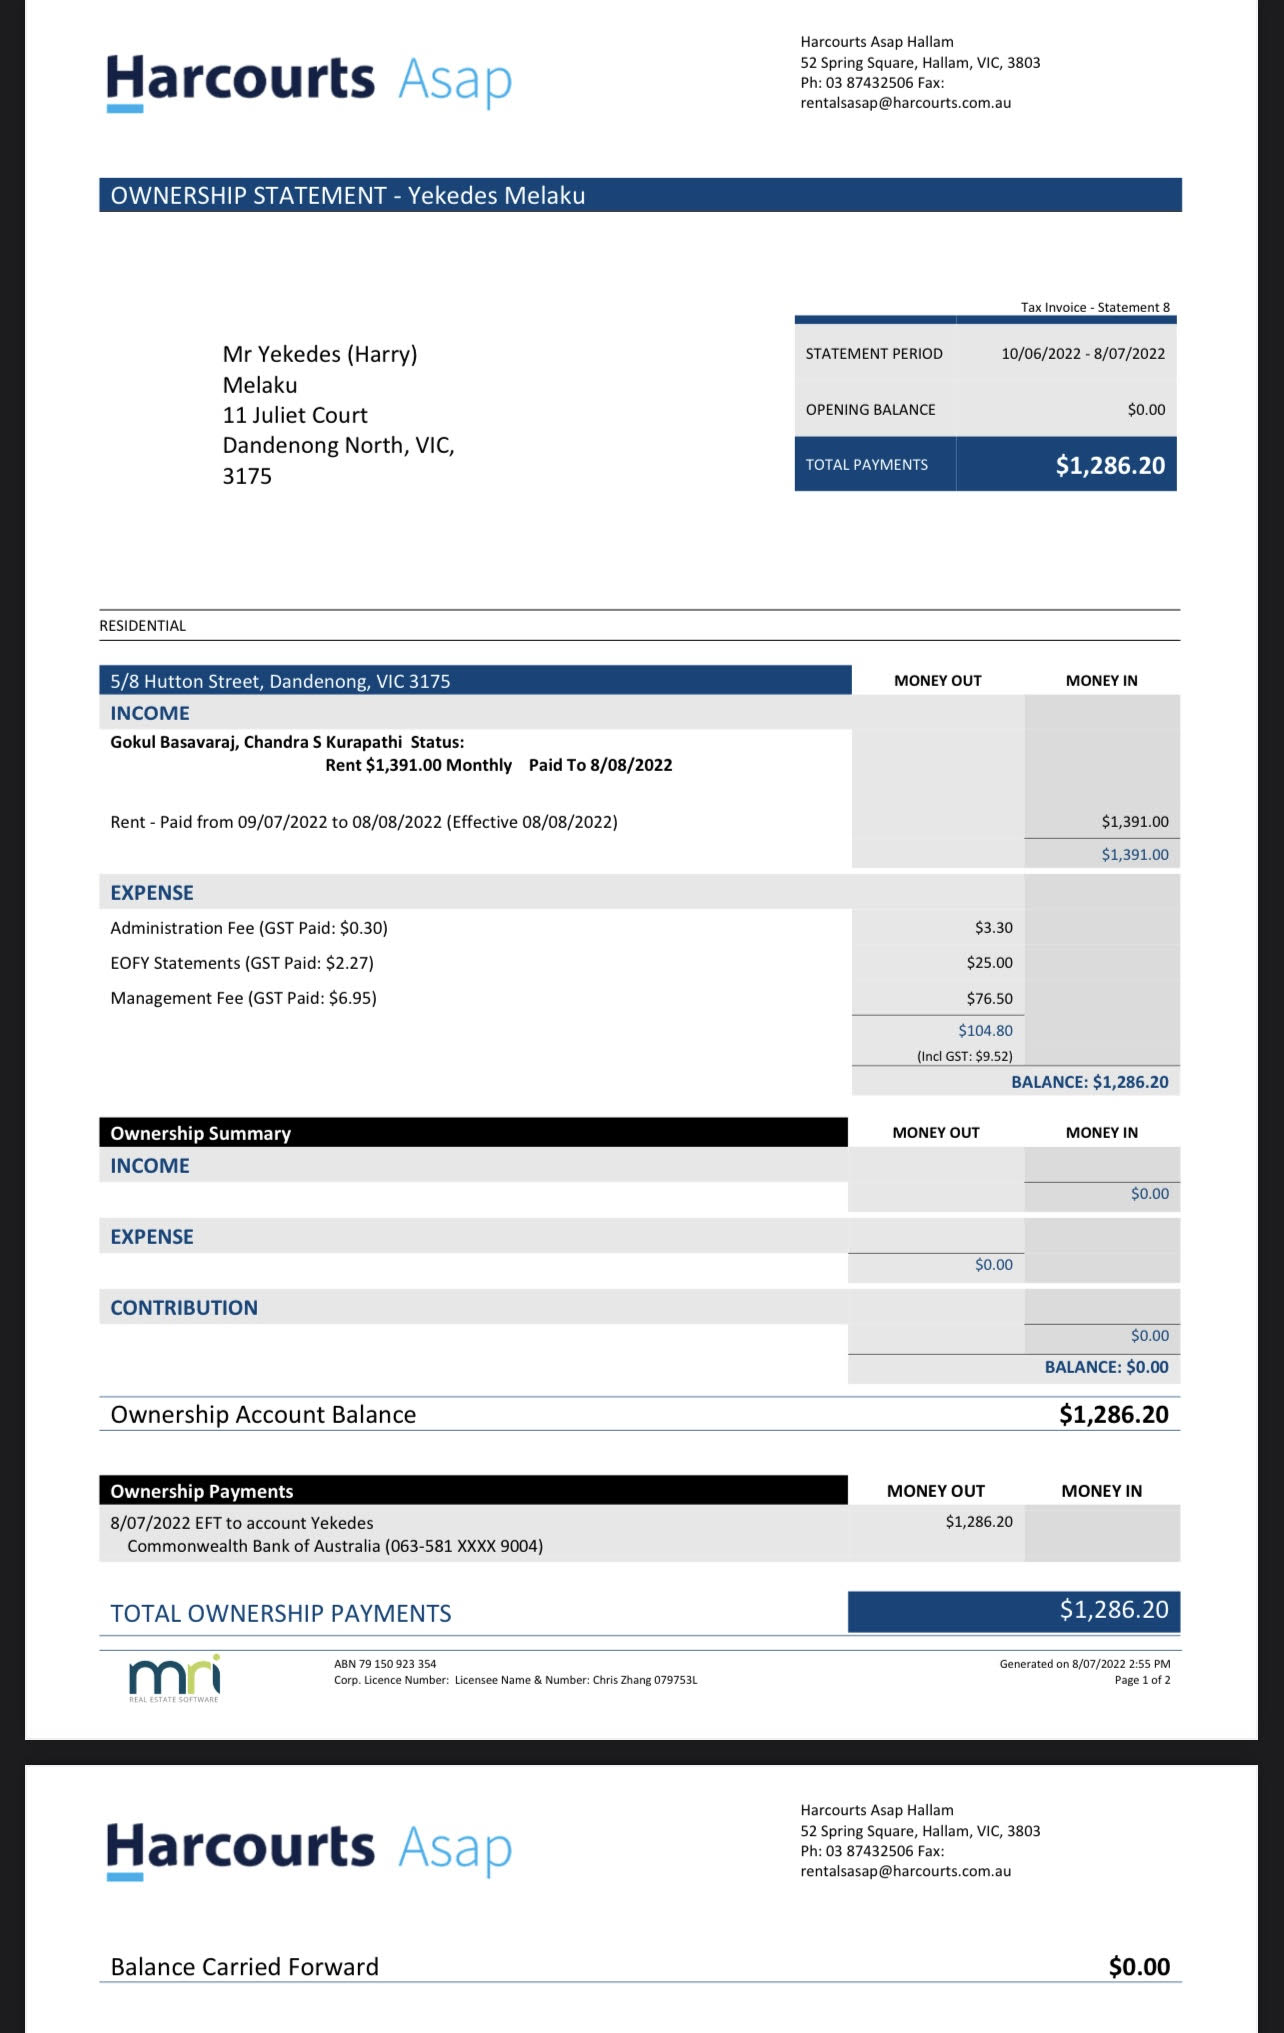 Harcourts Asap
Harcourts Asap Hallam
52 Spring Square, Hallam, VIC, 3803
Ph: 03 87432506 Fax:
rentalsasap@harcourts.com.au
OWNERSHIP STATEMENT - Yekedes Melaku
Tax Invoice - Statement 8
Mr Yekedes (Harry)
Melaku
11 Juliet Court
Dandenong North, VIC,
3175
STATEMENT PERIOD 10/06/2022 - 8/07/2022
OPENING BALANCE $0.00
TOTAL PAYMENTS $1,286.20
RESIDENTIAL
5/8 Hutton Street, Dandenong, VIC 3175 MONEY OUT MONEY IN
INCOME
Gokul Basavaraj, Chandra S Kurapathi Status:
Rent $1,391.00 Monthly Paid To 8/08/2022
Rent - Paid from 09/07/2022 to 08/08/2022 (Effective 08/08/2022) $1,391.00
$1,391.00
EXPENSE
Administration Fee (GST Paid: $0.30) $3.30
EOFY Statements (GST Paid: $2.27) $25.00
Management Fee (GST Paid: $6.95) $76.50
$104.80
(Incl GST: $9.52)
BALANCE: $1,286.20
Ownership Summary MONEY OUT MONEY IN
INCOME
$0.00
EXPENSE
$0.00
CONTRIBUTION
$0.00
BALANCE: $0.00
Ownership Account Balance $1,286.20
Ownership Payments MONEY OUT MONEY IN
8/07/2022 EFT to account Yekedes $1,286.20
Commonwealth Bank of Australia (063-581 XXXX 9004)
TOTAL OWNERSHIP PAYMENTS $1,286.20
mri
REAL ESTATE SOFTWARE
ABN 79 150 923 354
Corp. Licence Number: Licensee Name & Number: Chris Zhang 079753L
Generated on 8/07/2022 2:55 PM
Page 1 of 2
Harcourts Asap
Harcourts Asap Hallam
52 Spring Square, Hallam, VIC, 3803
Ph: 03 87432506 Fax:
rentalsasap@harcourts.com.au
Balance Carried Forward $0.00